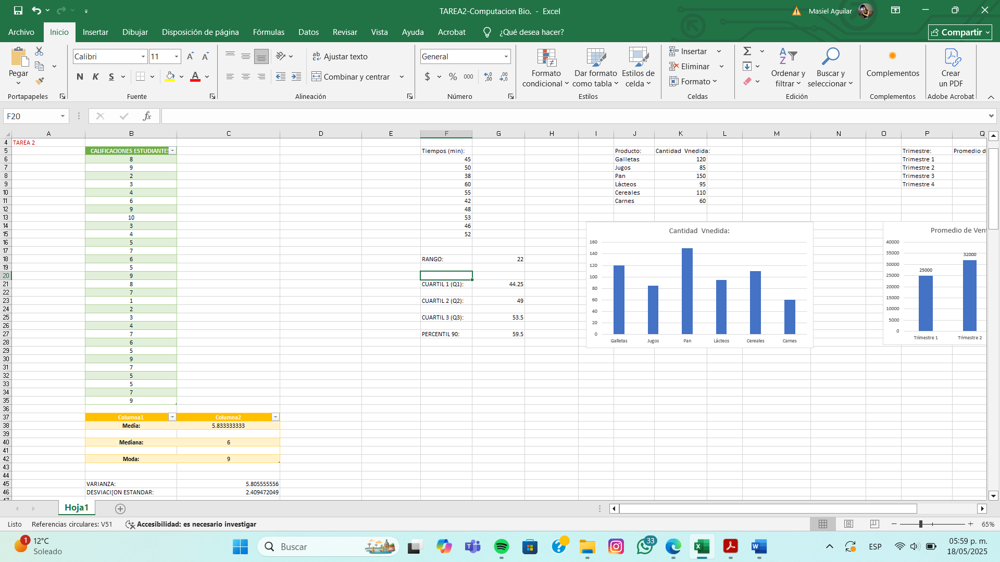 TAREA2-Computacion Bio. - Excel
Masiel Aguilar
Archivo Inicio Insertar Dibujar Disposición de página Fórmulas Datos Revisar Vista Ayuda Acrobat ¿Qué desea hacer? Compartir
Pegar
Portapapeles
Calibri 11
N K S
Fuente
Ajustar texto
Combinar y centrar
Alineación
General
$ % 000
Número
Formato condicional
Dar formato como tabla
Estilos de celda
Estilos
Insertar
Eliminar
Formato
Celdas
Ordenar y filtrar
Buscar y seleccionar
Edición
Complementos
Complementos
Crear un PDF
Adobe Acrobat
F20 fx
A B C D E F G H I J K L M N O P Q
4 TAREA 2
5 CALIFICACIONES ESTUDIANTES Tiempos (min): Producto: Cantidad Vnedida: Trimestre: Promedio d
6 8 45 Galletas 120 Trimestre 1
7 9 50 Jugos 85 Trimestre 2
8 2 38 Pan 150 Trimestre 3
9 3 60 Lácteos 95 Trimestre 4
10 4 55 Cereales 110
11 6 42 Carnes 60
12 9 48
13 10 53
14 3 46
15 4 52
16 5
17 7
18 6 RANGO: 22
19 5
20 9
21 8 CUARTIL 1 (Q1): 44.25
22 7
23 1 CUARTIL 2 (Q2): 49
24 2
25 3 CUARTIL 3 (Q3): 53.5
26 4
27 7 PERCENTIL 90: 59.5
28 6
29 5
30 9
31 7
32 5
33 5
34 7
35 9
36
37 Columna1 Columna2
38 Media: 5.833333333
39
40 Mediana: 6
41
42 Moda: 9
43
44
45 VARIANZA: 5.805555556
46 DESVIACI[ON ESTANDAR: 2.409472049
47
Cantidad Vnedida:
160
140
120
100
80
60
40
20
0
Galletas Jugos Pan Lácteos Cereales Carnes
Promedio de Vent
40000
35000
30000
25000
20000
15000
10000
5000
0
25000
32000
Trimestre 1 Trimestre 2
Hoja1
Listo Referencias circulares: V51 Accesibilidad: es necesario investigar 65%
1
12°C
Soleado
Buscar
33
ESP
05:59 p. m.
18/05/2025